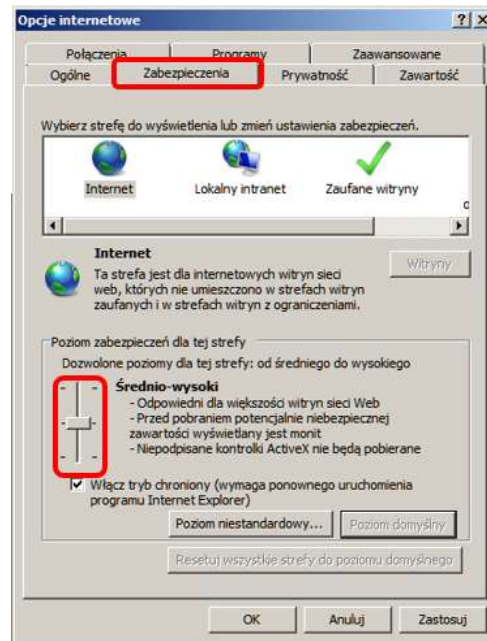 Opcje internetowe
Połączenia Programy Zaawansowane
Ogólne Zabezpieczenia Prywatność Zawartość
Wybierz strefę do wyświetlenia lub zmień ustawienia zabezpieczeń.
Internet Lokalny intranet Zaufane witryny
Internet
Witryny
Ta strefa jest dla internetowych witryn sieci
web, których nie umieszczono w strefach witryn
zaufanych i w strefach witryn z ograniczeniami.
Poziom zabezpieczeń dla tej strefy
Dozwolone poziomy dla tej strefy: od średniego do wysokiego
Średnio-wysoki
- Odpowiedni dla większości witryn sieci Web
- Przed pobraniem potencjalnie niebezpiecznej
zawartości wyświetlany jest monit
- Niepodpisane kontrolki ActiveX nie będą pobierane
Włącz tryb chroniony (wymaga ponownego uruchomienia
programu Internet Explorer)
Poziom niestandardowy... Poziom domyślny
Resetuj wszystkie strefy do poziomu domyślnego
OK Anuluj Zastosuj